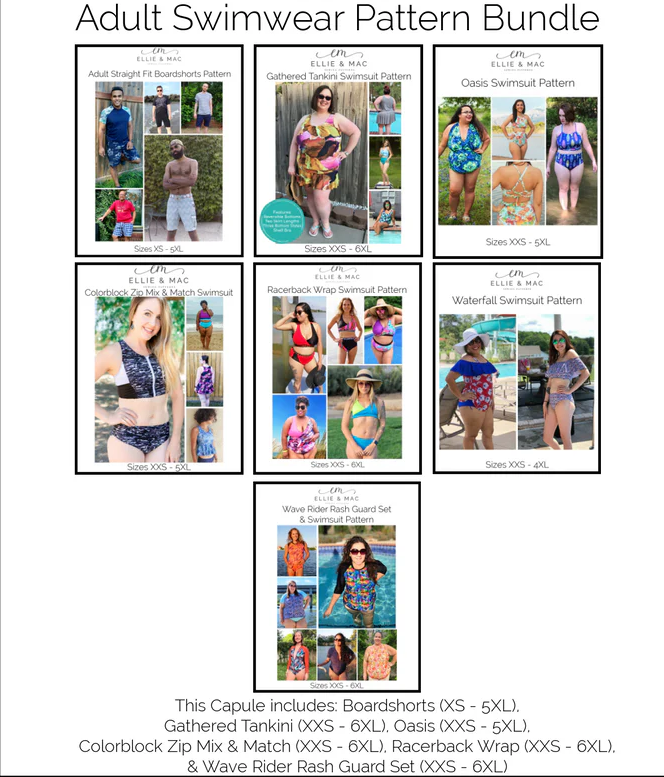 Adult Swimwear Pattern Bundle
em
ELLIE & MAC
Adult Straight Fit Boardshorts Pattern
Sizes XS - 5XL
em
ELLIE & MAC
Gathered Tankini Swimsuit Pattern
Features
Sizes XXS - 6XL
em
ELLIE & MAC
Oasis Swimsuit Pattern
Sizes XXS - 5XL
em
ELLIE & MAC
Colorblock Zip Mix & Match Swimsuit
Sizes XXS - 5XL
em
ELLIE & MAC
Racerback Wrap Swimsuit Pattern
Sizes XXS - 6XL
em
ELLIE & MAC
Waterfall Swimsuit Pattern
Sizes XXS - 4XL
em
ELLIE & MAC
Wave Rider Rash Guard Set
& Swimsuit Pattern
Sizes XXS - 6XL
This Capule includes: Boardshorts (XS - 5XL),
Gathered Tankini (XXS - 6XL), Oasis (XXS - 5XL),
Colorblock Zip Mix & Match (XXS - 6XL), Racerback Wrap (XXS - 6XL),
& Wave Rider Rash Guard Set (XXS - 6XL)